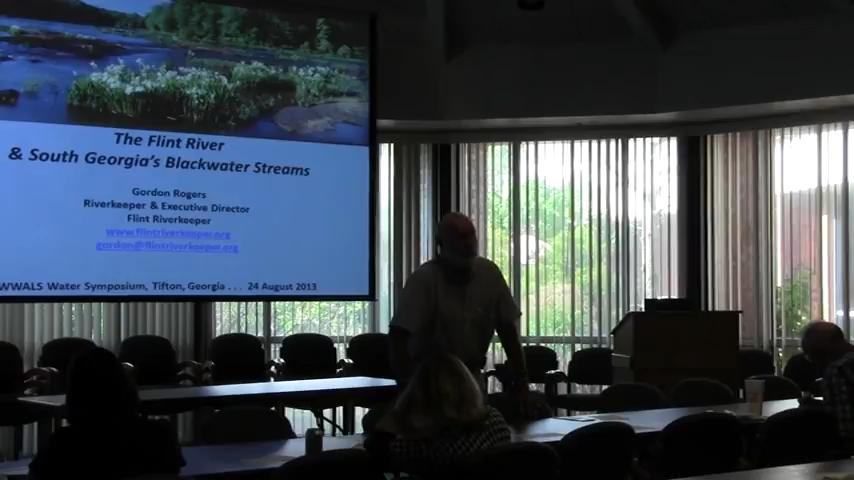 The Flint River
& South Georgia's Blackwater Streams
Gordon Rogers
Riverkeeper & Executive Director
Flint Riverkeeper
www.flintriverkeeper.org
gordon@flintriverkeeper.org
WWALS Water Symposium, Tifton, Georgia . . . 24 August 2013